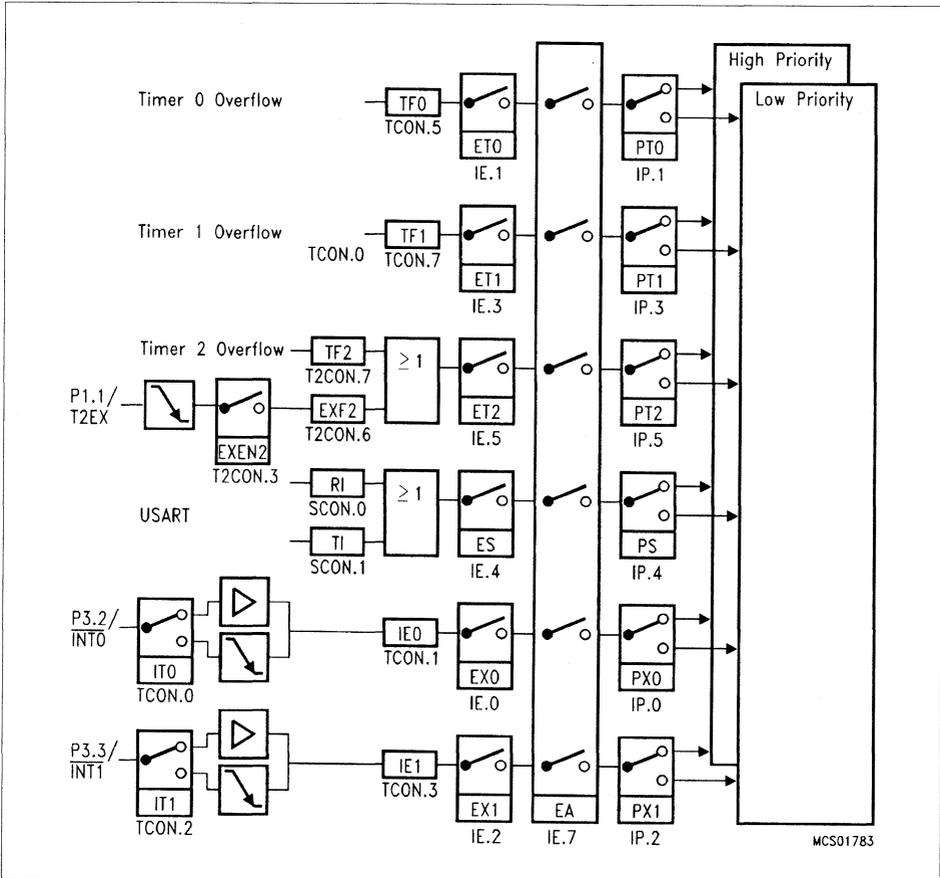 High Priority
Low Priority
Timer 0 Overflow
TF0
TCON.5
ET0
IE.1
PT0
IP.1
Timer 1 Overflow
TCON.0
TF1
TCON.7
ET1
IE.3
PT1
IP.3
Timer 2 Overflow
TF2
T2CON.7
≥1
P1.1/
T2EX
EXEN2
T2CON.3
EXF2
T2CON.6
ET2
IE.5
PT2
IP.5
USART
RI
SCON.0
≥1
TI
SCON.1
ES
IE.4
PS
IP.4
P3.2/
INT0
IT0
TCON.0
IE0
TCON.1
EX0
IE.0
PX0
IP.0
P3.3/
INT1
IT1
TCON.2
IE1
TCON.3
EX1
IE.2
EA
IE.7
PX1
IP.2
MCS01783